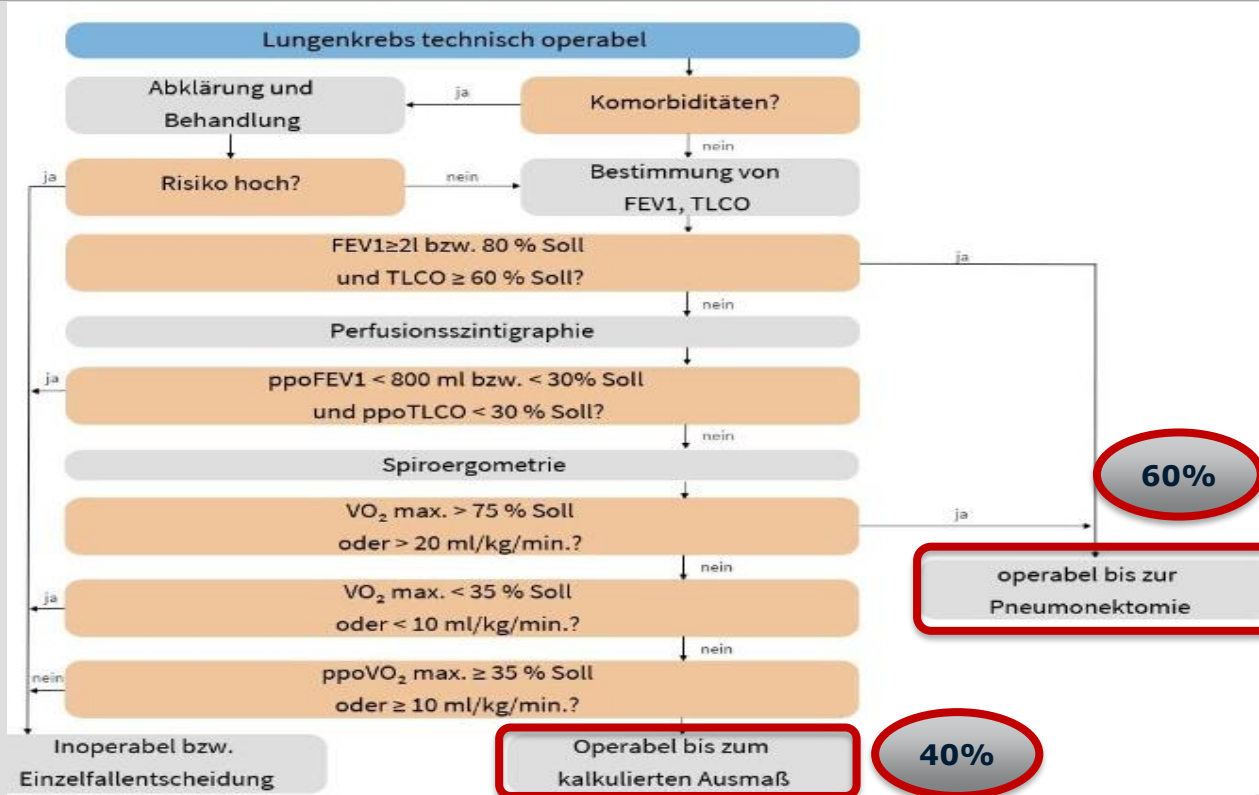 Lungenkrebs technisch operabel
Abklärung und
Behandlung
ja
Komorbiditäten?
nein
ja
Risiko hoch?
nein
Bestimmung von
FEV1, TLCO
FEV1≥2l bzw. 80 % Soll
und TLCO ≥ 60 % Soll?
ja
nein
Perfusionsszintigraphie
ja
ppoFEV1 < 800 ml bzw. < 30% Soll
und ppoTLCO < 30 % Soll?
nein
Spiroergometrie
60%
VO₂ max. > 75 % Soll
oder > 20 ml/kg/min.?
ja
nein
operabel bis zur
Pneumonektomie
ja
VO₂ max. < 35 % Soll
oder < 10 ml/kg/min.?
nein
nein
ppoVO₂ max. ≥ 35 % Soll
oder ≥ 10 ml/kg/min.?
Inoperabel bzw.
Einzelfallentscheidung
Operabel bis zum
kalkulierten Ausmaß
40%